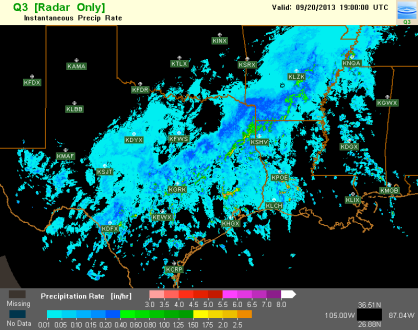 Q3 [Radar Only]
Instantaneous Precip Rate
Valid: 09/20/2013 19:00:00 UTC
Q3
KINX
KAMA
KTLX
KSRX
KNQA
KFDX
KFDR
KLZK
KLBB
KGWX
KDYX
KFWS
KSHV
KDGX
KMAF
KSJT
KPOE
KGRK
KMOB
KLCH
KLIX
KEWX
KHGX
KDFX
KCRP
Missing
No Data
Precipitation Rate [in/hr]
3.0 3.5 4.0 4.5 5.0 5.5 6.0 6.5 7.0 8.0
0.01 .005 0.10 0.15 0.20 0.40 0.60 0.80 1.00 1.25 1.50 1.75 2.0 2.5
36.51N
105.00W 87.04W
26.88N